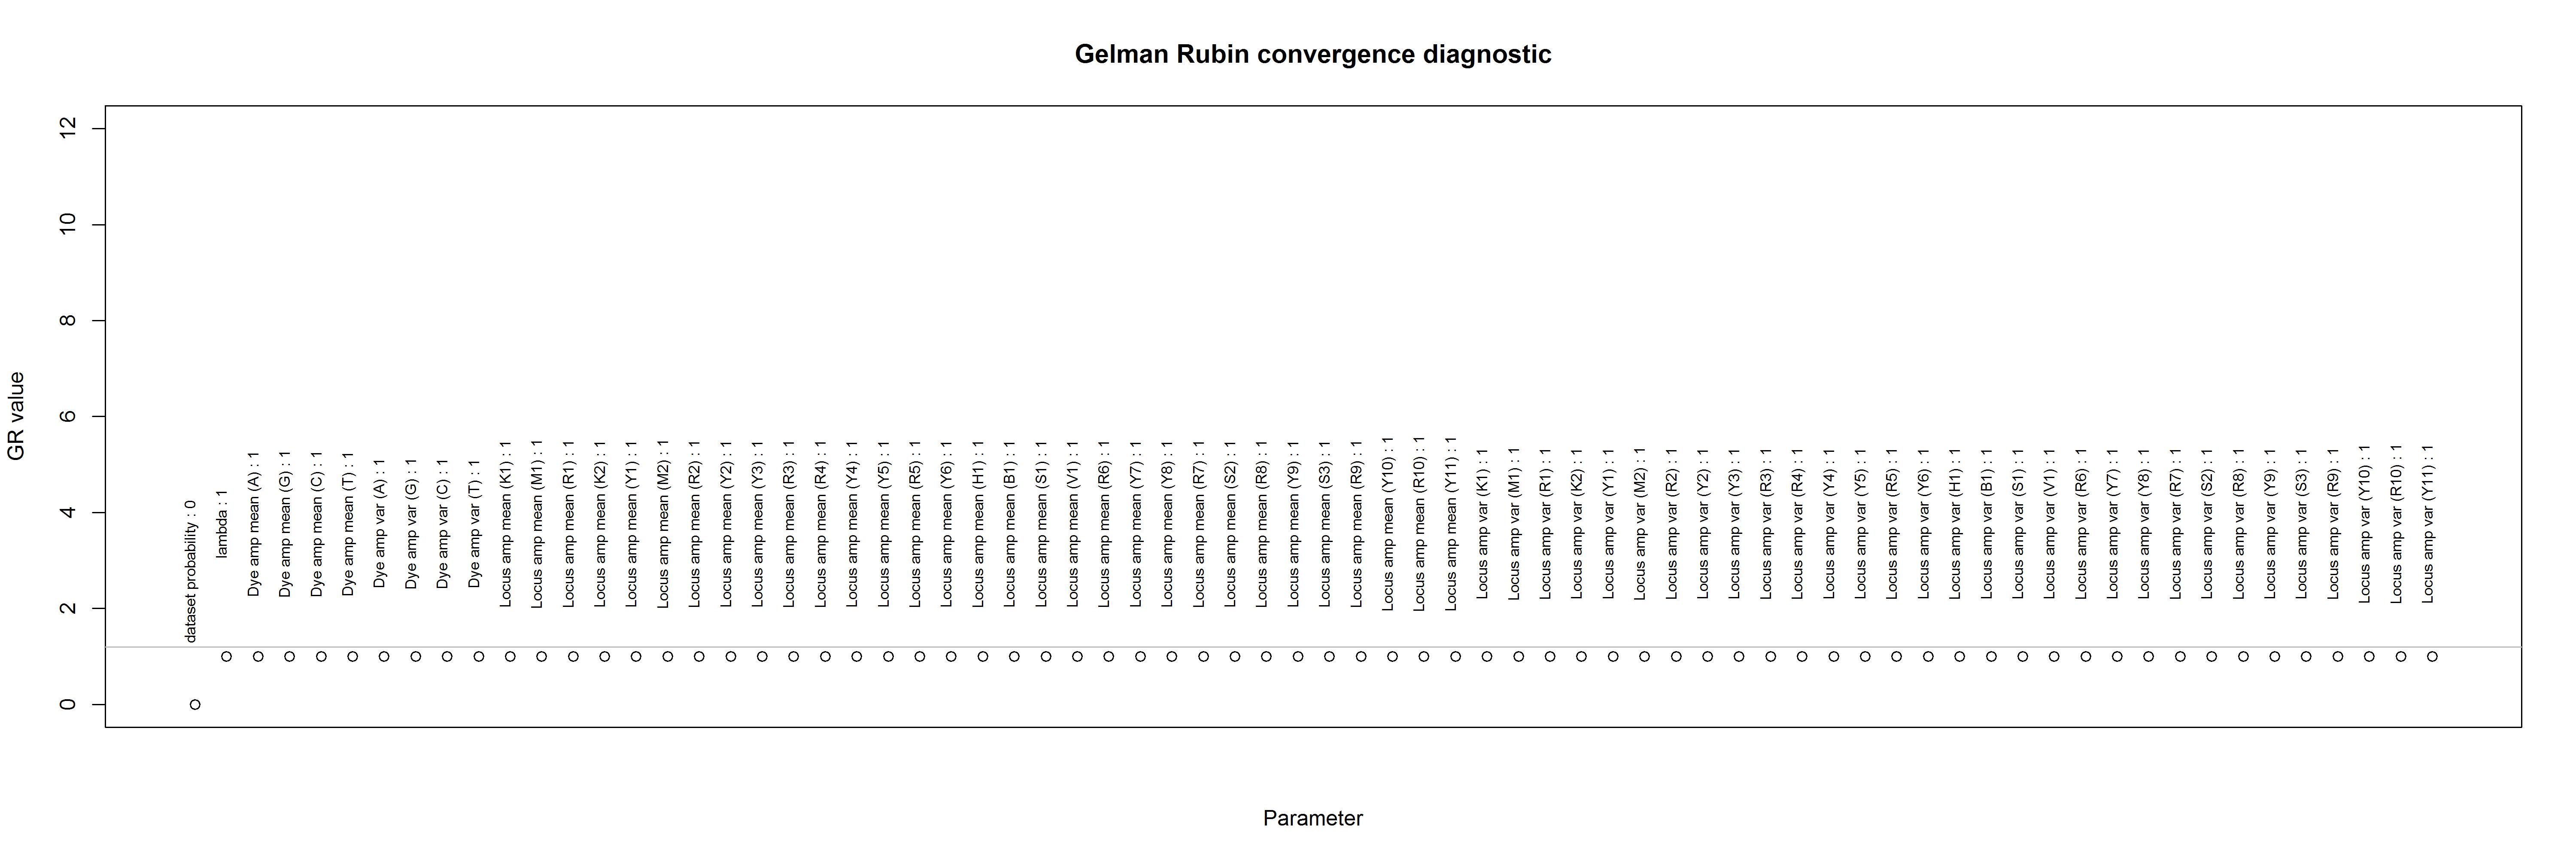 Gelman Rubin convergence diagnostic
12
10
8
6
4
2
0
GR value
dataset probability : 0
lambda : 1
Dye amp mean (A) : 1
Dye amp mean (G) : 1
Dye amp mean (C) : 1
Dye amp mean (T) : 1
Dye amp var (A) : 1
Dye amp var (G) : 1
Dye amp var (C) : 1
Dye amp var (T) : 1
Locus amp mean (K1) : 1
Locus amp mean (M1) : 1
Locus amp mean (R1) : 1
Locus amp mean (K2) : 1
Locus amp mean (Y1) : 1
Locus amp mean (M2) : 1
Locus amp mean (R2) : 1
Locus amp mean (Y2) : 1
Locus amp mean (Y3) : 1
Locus amp mean (R3) : 1
Locus amp mean (R4) : 1
Locus amp mean (Y4) : 1
Locus amp mean (Y5) : 1
Locus amp mean (R5) : 1
Locus amp mean (Y6) : 1
Locus amp mean (H1) : 1
Locus amp mean (B1) : 1
Locus amp mean (S1) : 1
Locus amp mean (V1) : 1
Locus amp mean (R6) : 1
Locus amp mean (Y7) : 1
Locus amp mean (Y8) : 1
Locus amp mean (R7) : 1
Locus amp mean (S2) : 1
Locus amp mean (R8) : 1
Locus amp mean (Y9) : 1
Locus amp mean (S3) : 1
Locus amp mean (R9) : 1
Locus amp mean (Y10) : 1
Locus amp mean (R10) : 1
Locus amp mean (Y11) : 1
Locus amp var (K1) : 1
Locus amp var (M1) : 1
Locus amp var (R1) : 1
Locus amp var (K2) : 1
Locus amp var (Y1) : 1
Locus amp var (M2) : 1
Locus amp var (R2) : 1
Locus amp var (Y2) : 1
Locus amp var (Y3) : 1
Locus amp var (R3) : 1
Locus amp var (R4) : 1
Locus amp var (Y4) : 1
Locus amp var (Y5) : 1
Locus amp var (R5) : 1
Locus amp var (Y6) : 1
Locus amp var (H1) : 1
Locus amp var (B1) : 1
Locus amp var (S1) : 1
Locus amp var (V1) : 1
Locus amp var (R6) : 1
Locus amp var (Y7) : 1
Locus amp var (Y8) : 1
Locus amp var (R7) : 1
Locus amp var (S2) : 1
Locus amp var (R8) : 1
Locus amp var (Y9) : 1
Locus amp var (S3) : 1
Locus amp var (R9) : 1
Locus amp var (Y10) : 1
Locus amp var (R10) : 1
Locus amp var (Y11) : 1
Parameter